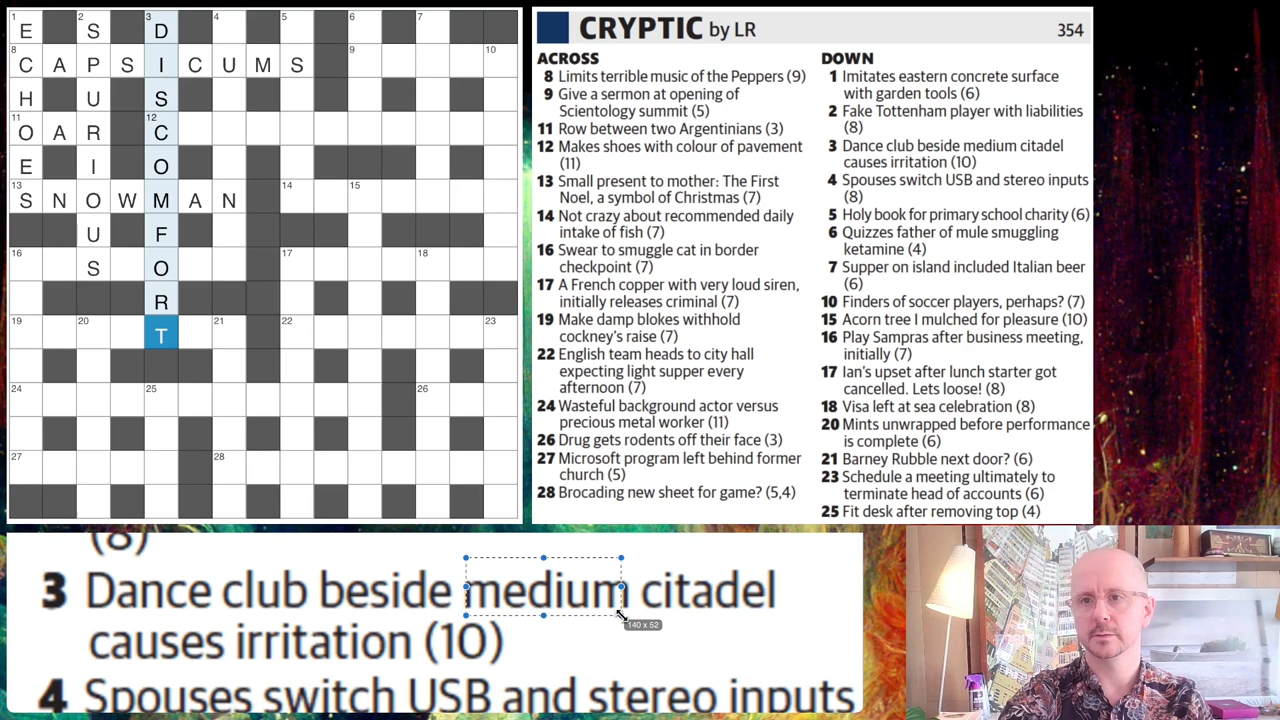 1 E 2 S 3 D 4 5 6 7
8 C A P S I C U M S 9 10
H U S
11 O A R 12 C
E I O
13 S N O W M A N 14 15
U F
16 S O 17 18
R
19 20 T 21 22 23
24 25 26
27 28
CRYPTIC by LR 354
ACROSS
8 Limits terrible music of the Peppers (9)
9 Give a sermon at opening of
Scientology summit (5)
11 Row between two Argentinians (3)
12 Makes shoes with colour of pavement
(11)
13 Small present to mother: The First
Noel, a symbol of Christmas (7)
14 Not crazy about recommended daily
intake of fish (7)
16 Swear to smuggle cat in border
checkpoint (7)
17 A French copper with very loud siren,
initially releases criminal (7)
19 Make damp blokes withhold
cockney's raise (7)
22 English team heads to city hall
expecting light supper every
afternoon (7)
24 Wasteful background actor versus
precious metal worker (11)
26 Drug gets rodents off their face (3)
27 Microsoft program left behind former
church (5)
28 Brocading new sheet for game? (5,4)
DOWN
1 Imitates eastern concrete surface
with garden tools (6)
2 Fake Tottenham player with liabilities
(8)
3 Dance club beside medium citadel
causes irritation (10)
4 Spouses switch USB and stereo inputs
(8)
5 Holy book for primary school charity (6)
6 Quizzes father of mule smuggling
ketamine (4)
7 Supper on island included Italian beer
(6)
10 Finders of soccer players, perhaps? (7)
15 Acorn tree I mulched for pleasure (10)
16 Play Sampras after business meeting,
initially (7)
17 Ian's upset after lunch starter got
cancelled. Lets loose! (8)
18 Visa left at sea celebration (8)
20 Mints unwrapped before performance
is complete (6)
21 Barney Rubble next door? (6)
23 Schedule a meeting ultimately to
terminate head of accounts (6)
25 Fit desk after removing top (4)
(8)
3 Dance club beside medium citadel
causes irritation (10)
4 Spouses switch USB and stereo inputs
140 x 52